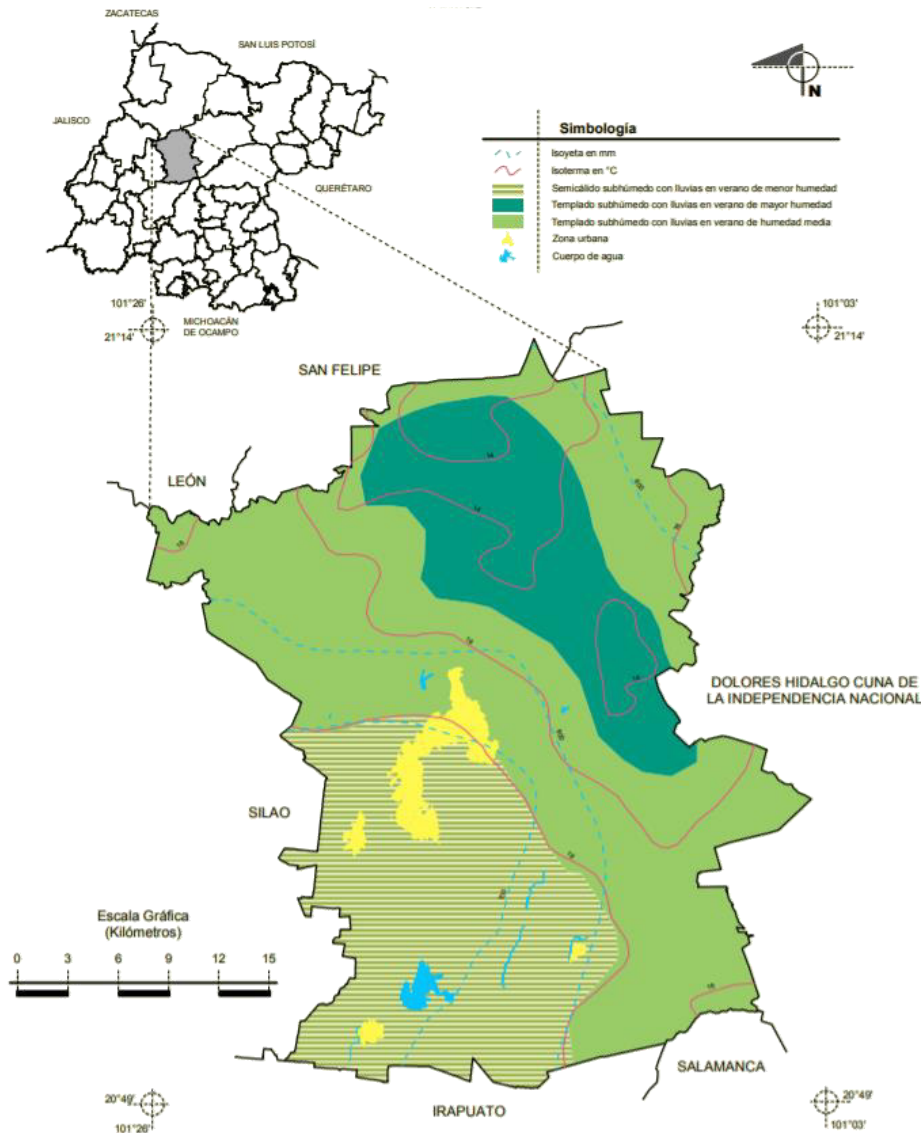 ZACATECAS
SAN LUIS POTOSÍ
JALISCO
QUERÉTARO
MICHOACÁN
DE OCAMPO
N
Simbología
Isoyeta en mm
Isoterma en °C
Semicálido subhúmedo con lluvias en verano de menor humedad
Templado subhúmedo con lluvias en verano de mayor humedad
Templado subhúmedo con lluvias en verano de humedad media
Zona urbana
Cuerpo de agua
101°26'
21°14'
101°03'
21°14'
SAN FELIPE
LEÓN
DOLORES HIDALGO CUNA DE
LA INDEPENDENCIA NACIONAL
SILAO
Escala Gráfica
(Kilómetros)
0 3 6 9 12 15
SALAMANCA
IRAPUATO
20°49'
101°26'
20°49'
101°03'